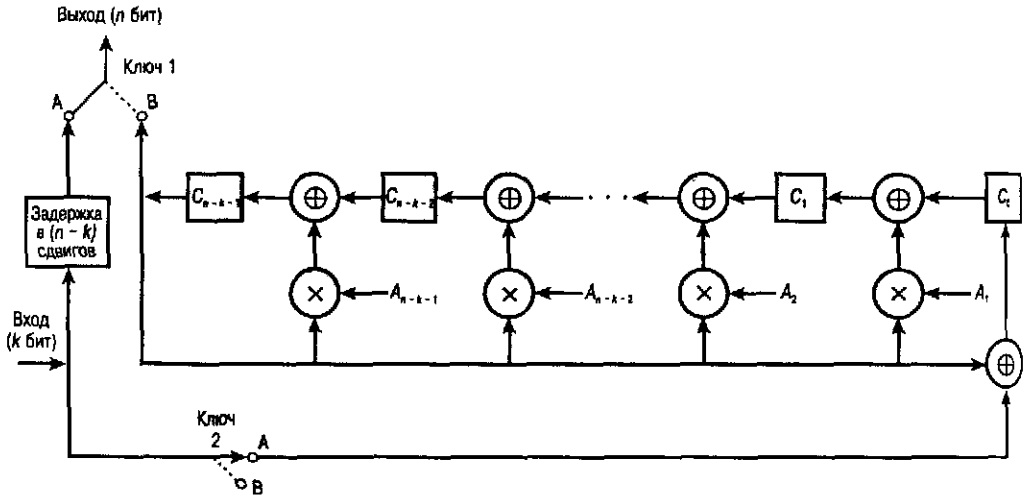 Выход (n бит)
Ключ 1
A
B
C_{n-k-1}
⊕
C_{n-k-2}
⊕
· · ·
⊕
C_1
⊕
Задержка
в (n – k)
сдвигов
×
A_{n-k-1}
×
A_{n-k-2}
×
A_2
×
A_1
Вход
(k бит)
⊕
Ключ
2
A
B